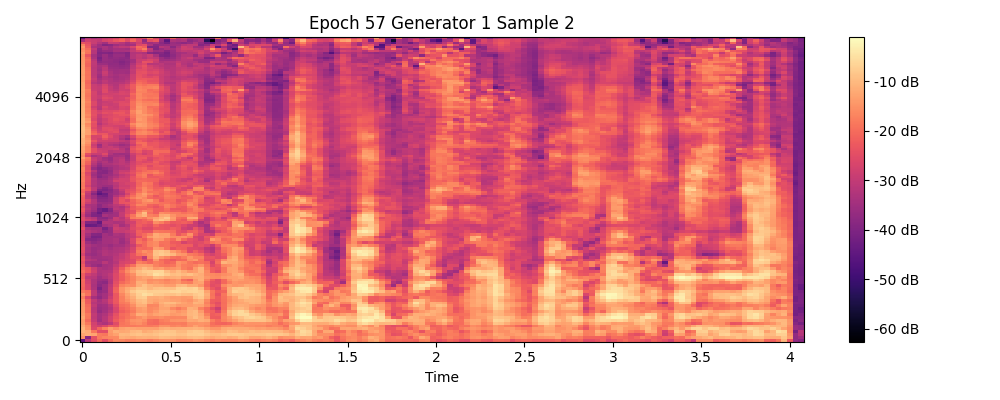 Epoch 57 Generator 1 Sample 2
Hz
4096
2048
1024
512
0
0 0.5 1 1.5 2 2.5 3 3.5 4
Time
-10 dB
-20 dB
-30 dB
-40 dB
-50 dB
-60 dB